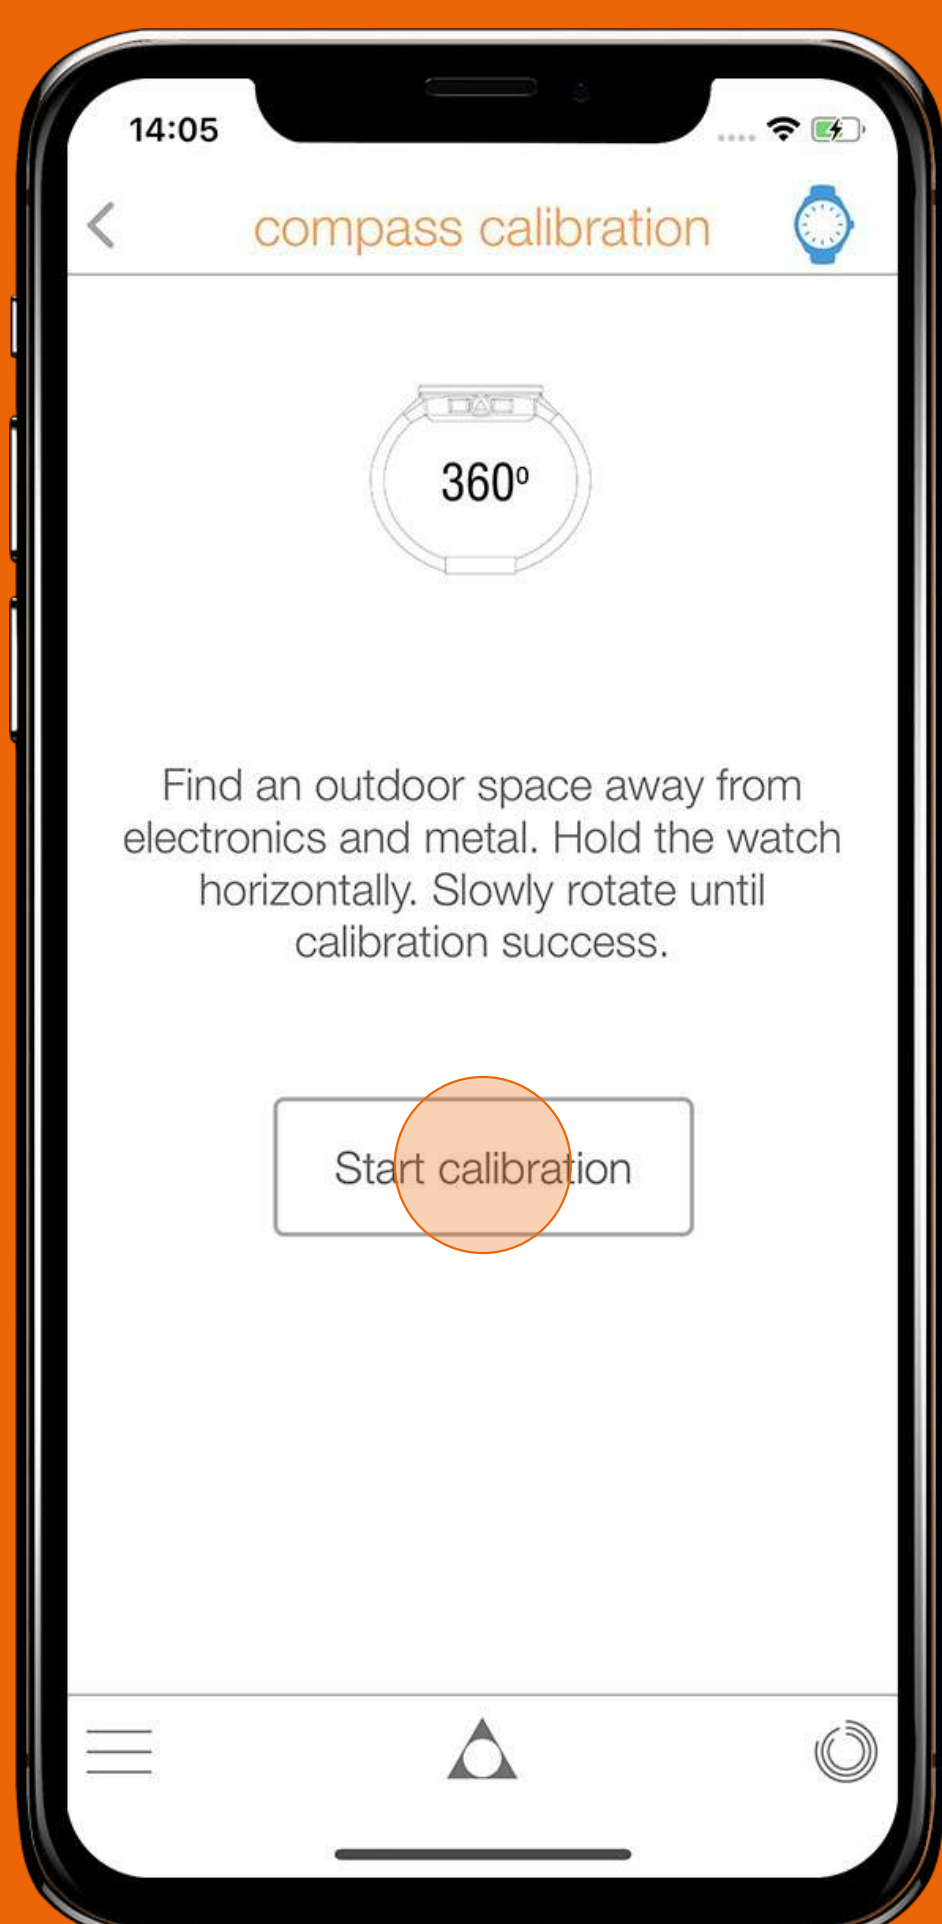 14:05
compass calibration
360º
Find an outdoor space away from
electronics and metal. Hold the watch
horizontally. Slowly rotate until
calibration success.
Start calibration